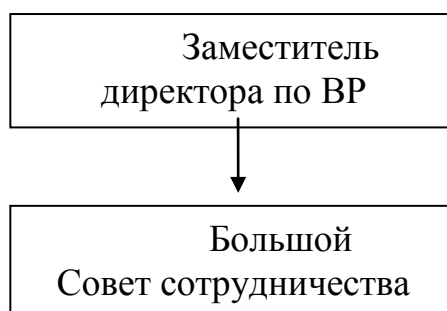 Заместитель
директора по ВР
Большой
Совет сотрудничества